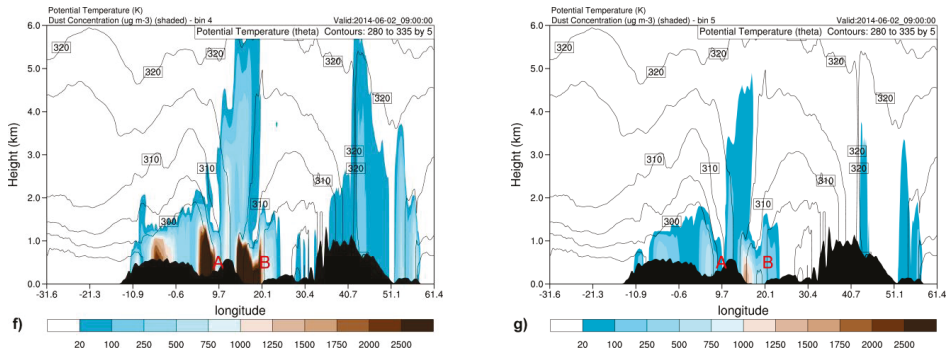 Potential Temperature (K)
Dust Concentration (ug m-3) (shaded) - bin 4 Valid:2014-06-02_09:00:00
Potential Temperature (theta) Contours: 280 to 335 by 5
6.0
5.0
4.0
3.0
2.0
1.0
0.0
Height (km)
320
320
320
320
320
320
320
310
310
310
310
300
A
B
-31.6 -21.3 -10.9 -0.6 9.7 20.1 30.4 40.7 51.1 61.4
longitude
f)
20 100 250 500 750 1000 1250 1500 1750 2000 2500
Potential Temperature (K)
Dust Concentration (ug m-3) (shaded) - bin 5 Valid:2014-06-02_09:00:00
Potential Temperature (theta) Contours: 280 to 335 by 5
6.0
5.0
4.0
3.0
2.0
1.0
0.0
Height (km)
320
320
320
320
320
320
320
310
310
310
310
300
A
B
-31.6 -21.3 -10.9 -0.6 9.7 20.1 30.4 40.7 51.1 61.4
longitude
g)
20 100 250 500 750 1000 1250 1500 1750 2000 2500